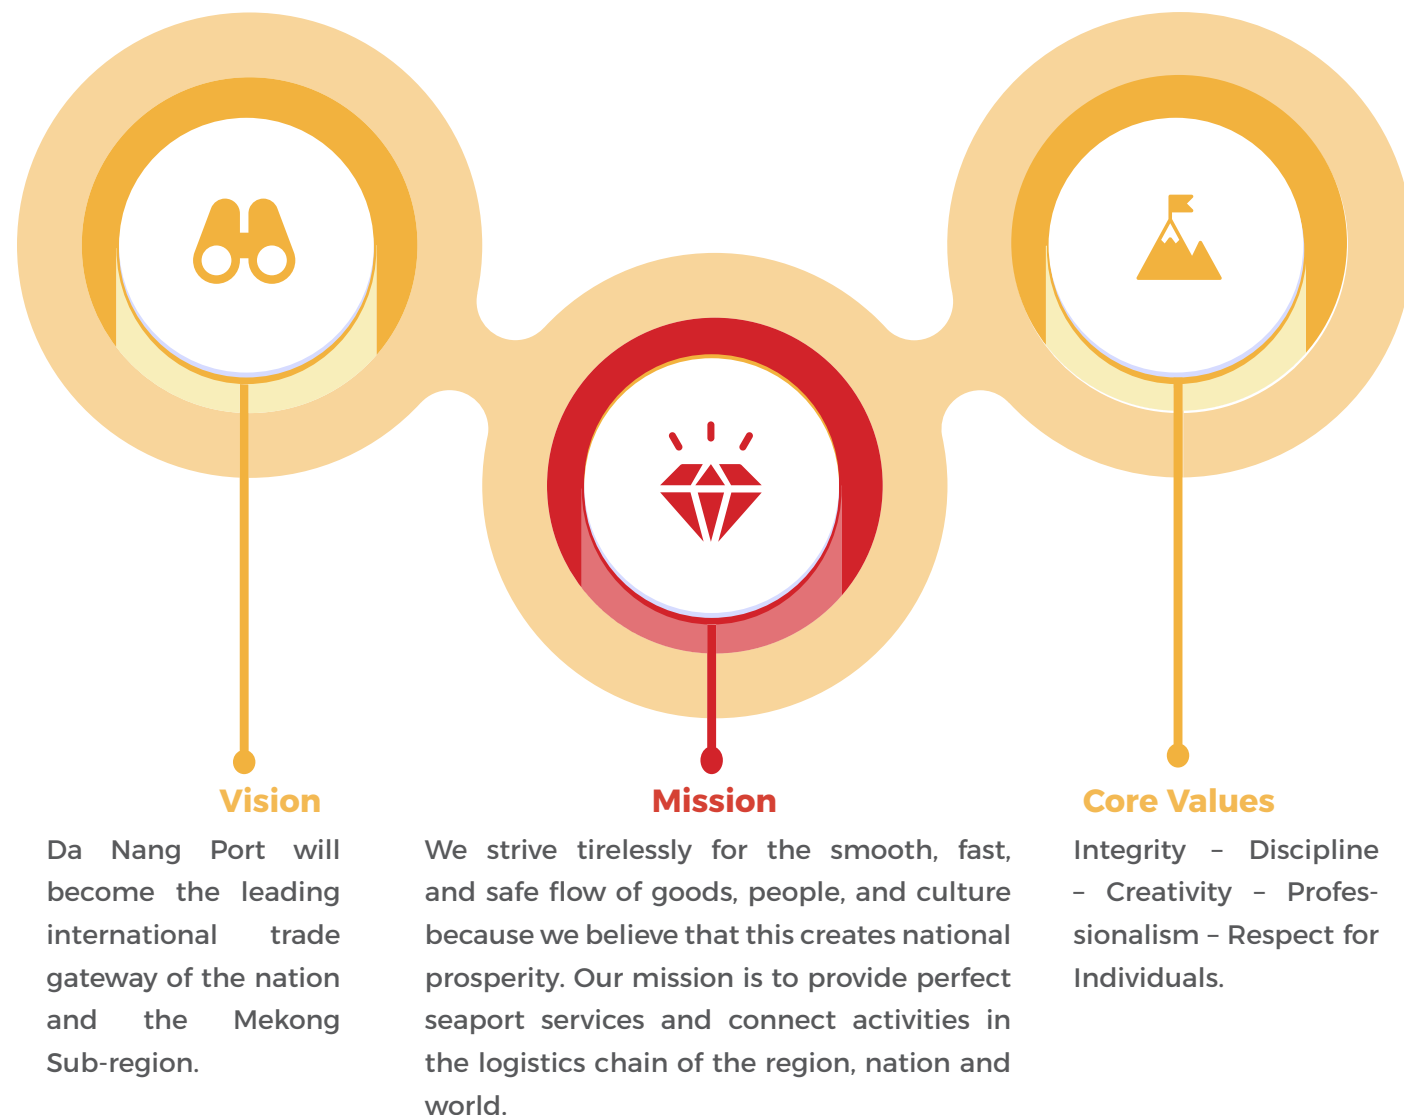 Vision
Da Nang Port will
become the leading
international trade
gateway of the nation
and the Mekong
Sub-region.
Mission
We strive tirelessly for the smooth, fast,
and safe flow of goods, people, and culture
because we believe that this creates national
prosperity. Our mission is to provide perfect
seaport services and connect activities in
the logistics chain of the region, nation and
world.
Core Values
Integrity – Discipline
– Creativity – Profes-
sionalism – Respect for
Individuals.